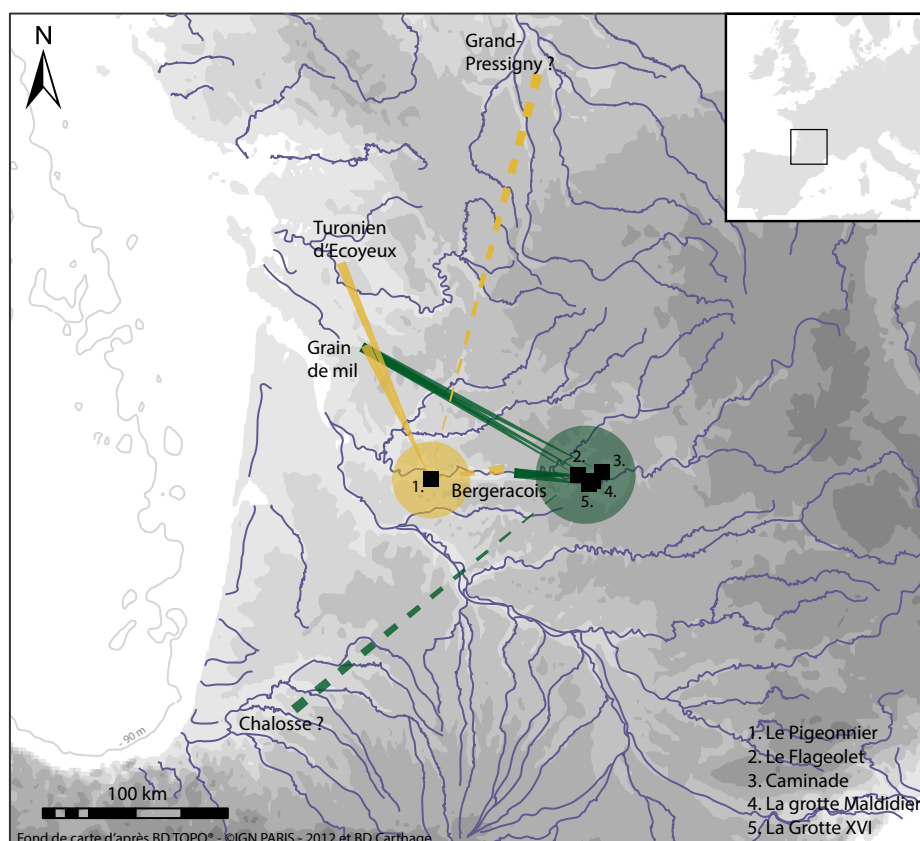 N
Grand-
Pressigny ?
Turonien
d'Ecoyeux
Grain
de mil
2.
3.
1.
Bergeracois
4.
5.
Chalosse ?
- 90 m
1. Le Pigeonnier
2. Le Flageolet
3. Caminade
4. La grotte Maldidier
5. La Grotte XVI
100 km
Fond de carte d'après BD TOPO® - ©IGN PARIS - 2012 et BD Carthage